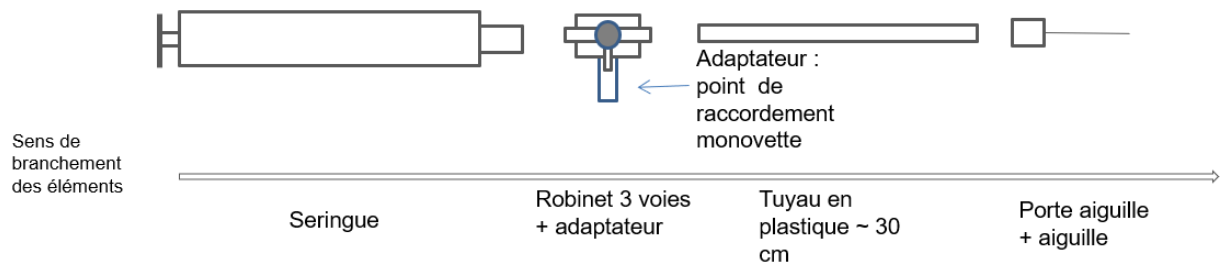 Adaptateur :
point de
raccordement
monovette
Sens de
branchement
des éléments
Seringue
Robinet 3 voies
+ adaptateur
Tuyau en
plastique ~ 30
cm
Porte aiguille
+ aiguille